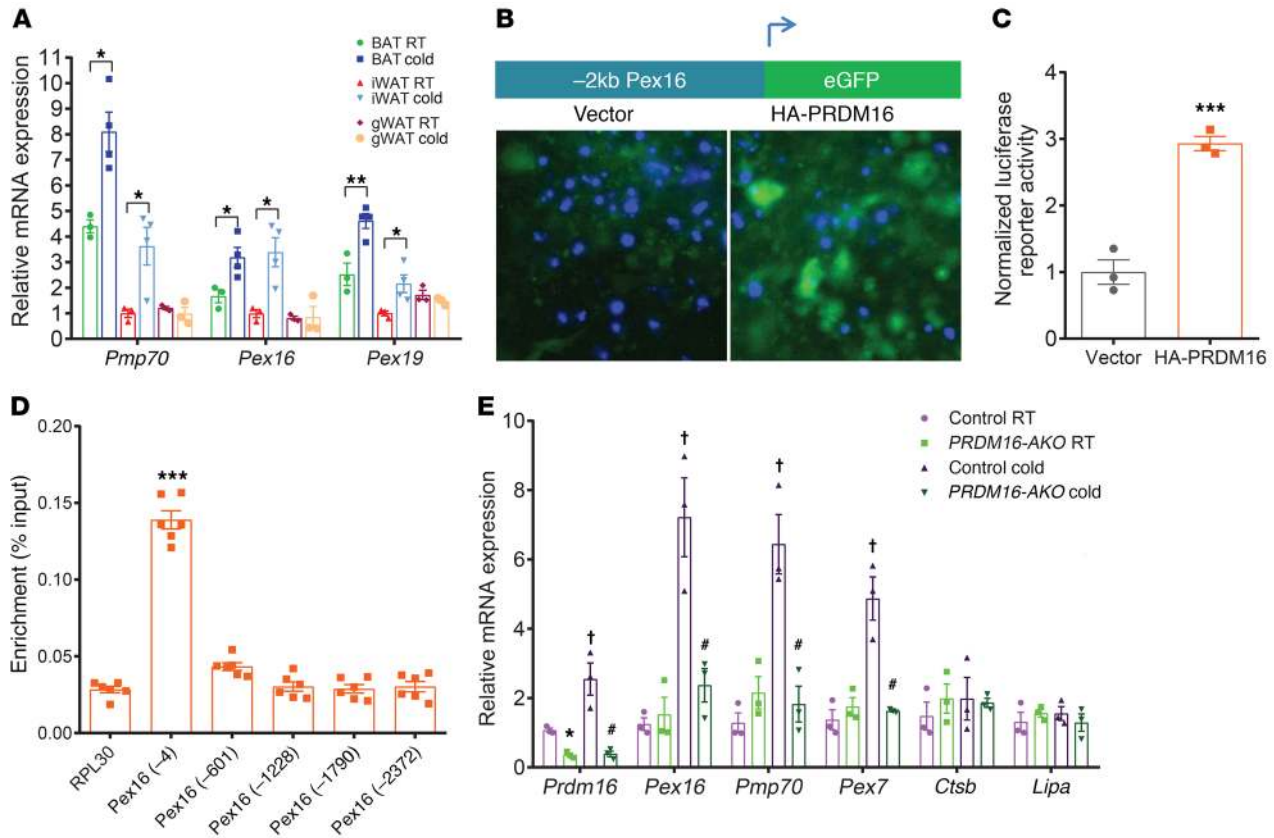 A
Relative mRNA expression
11
10
9
8
7
6
5
4
3
2
1
0
*
*
*
*
**
*
Pmp70
Pex16
Pex19
BAT RT
BAT cold
iWAT RT
iWAT cold
gWAT RT
gWAT cold
B
–2kb Pex16
eGFP
Vector
HA-PRDM16
C
Normalized luciferase
reporter activity
4
3
2
1
0
***
Vector
HA-PRDM16
D
Enrichment (% input)
0.20
0.15
0.10
0.05
0.00
***
RPL30
Pex16 (–4)
Pex16 (–601)
Pex16 (–1228)
Pex16 (–1790)
Pex16 (–2372)
E
Relative mRNA expression
10
8
6
4
2
0
*
†
#
†
#
†
#
†
#
Prdm16
Pex16
Pmp70
Pex7
Ctsb
Lipa
Control RT
PRDM16-AKO RT
Control cold
PRDM16-AKO cold